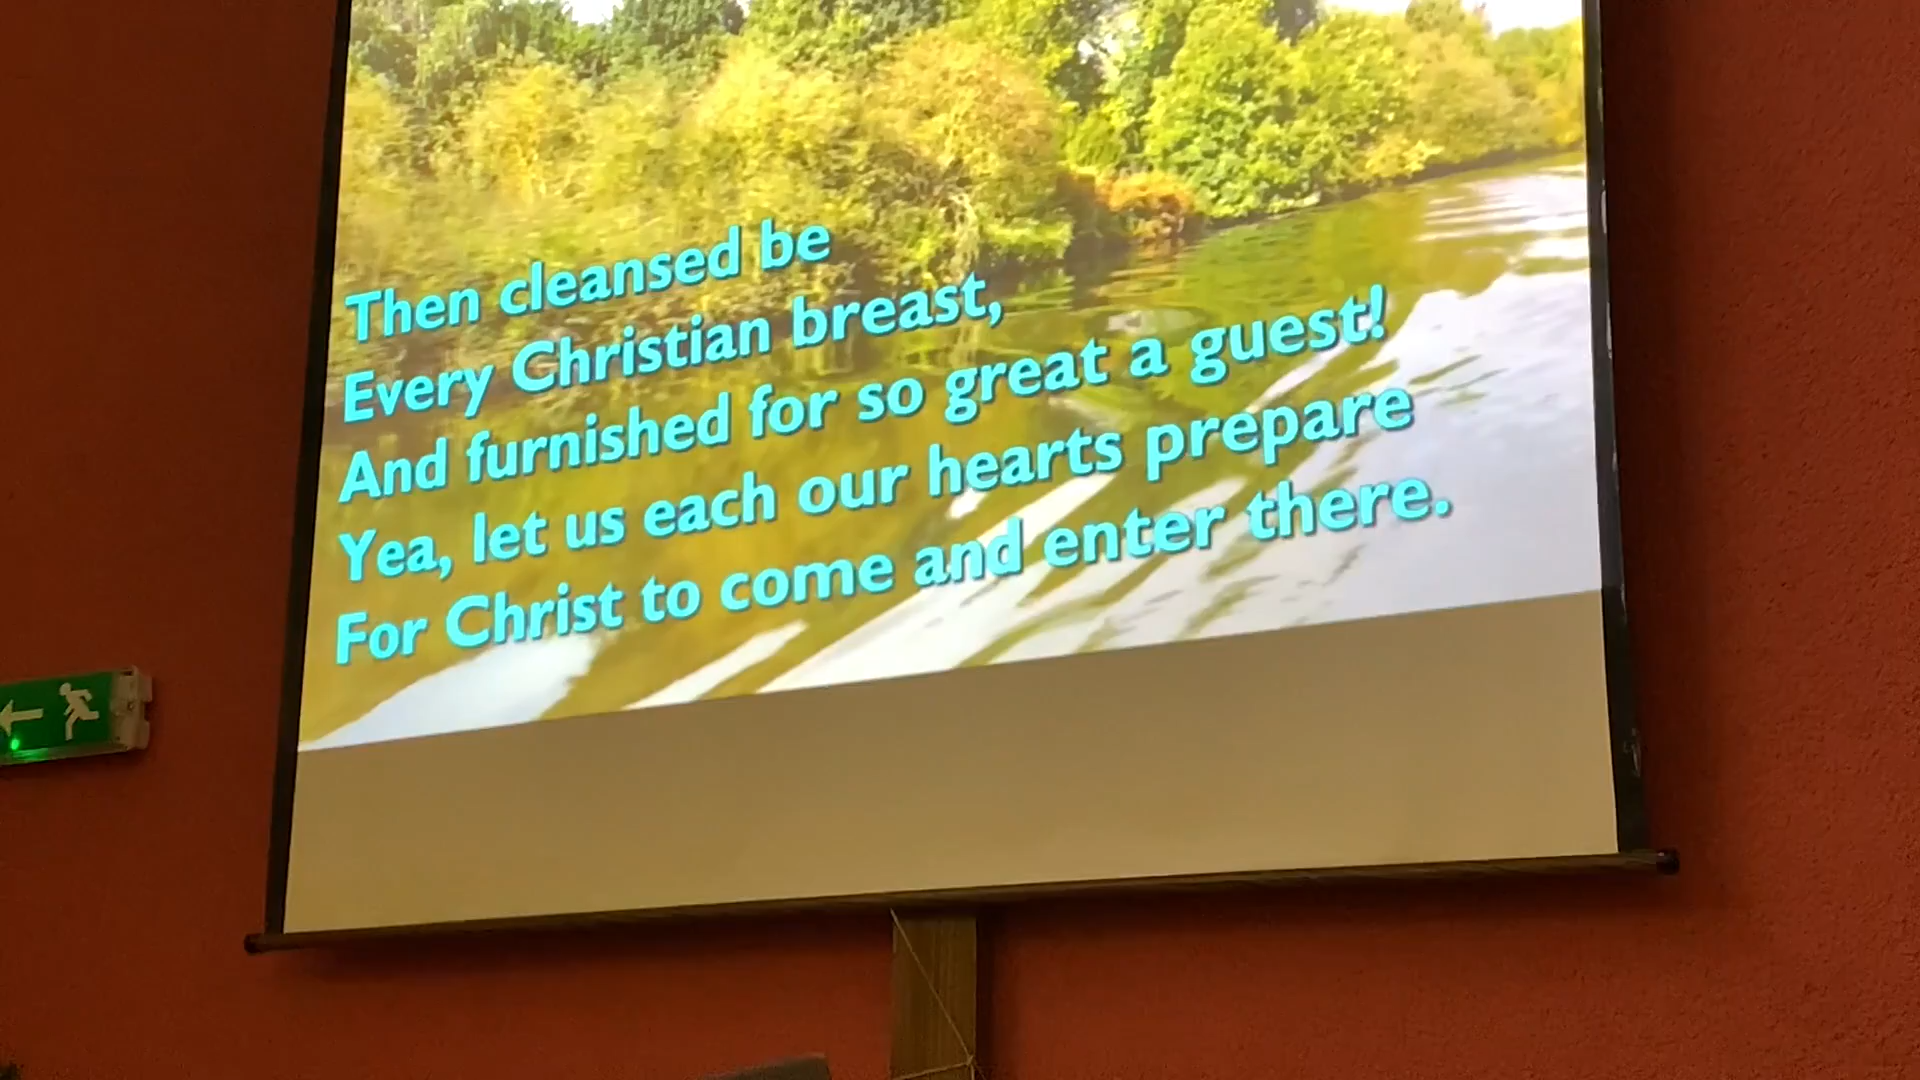 Then cleansed be
Every Christian breast,
And furnished for so great a guest!
Yea, let us each our hearts prepare
For Christ to come and enter there.